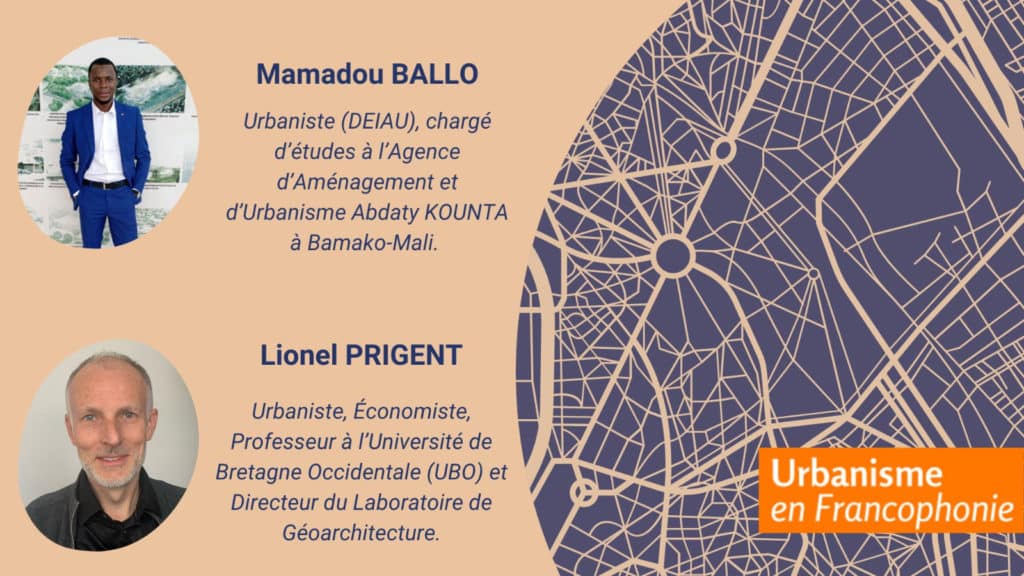 Mamadou BALLO
Urbaniste (DEIAU), chargé
d’études à l’Agence
d’Aménagement et
d’Urbanisme Abdaty KOUNTA
à Bamako-Mali.
Lionel PRIGENT
Urbaniste, Économiste,
Professeur à l’Université de
Bretagne Occidentale (UBO) et
Directeur du Laboratoire de
Géoarchitecture.
Urbanisme
en Francophonie